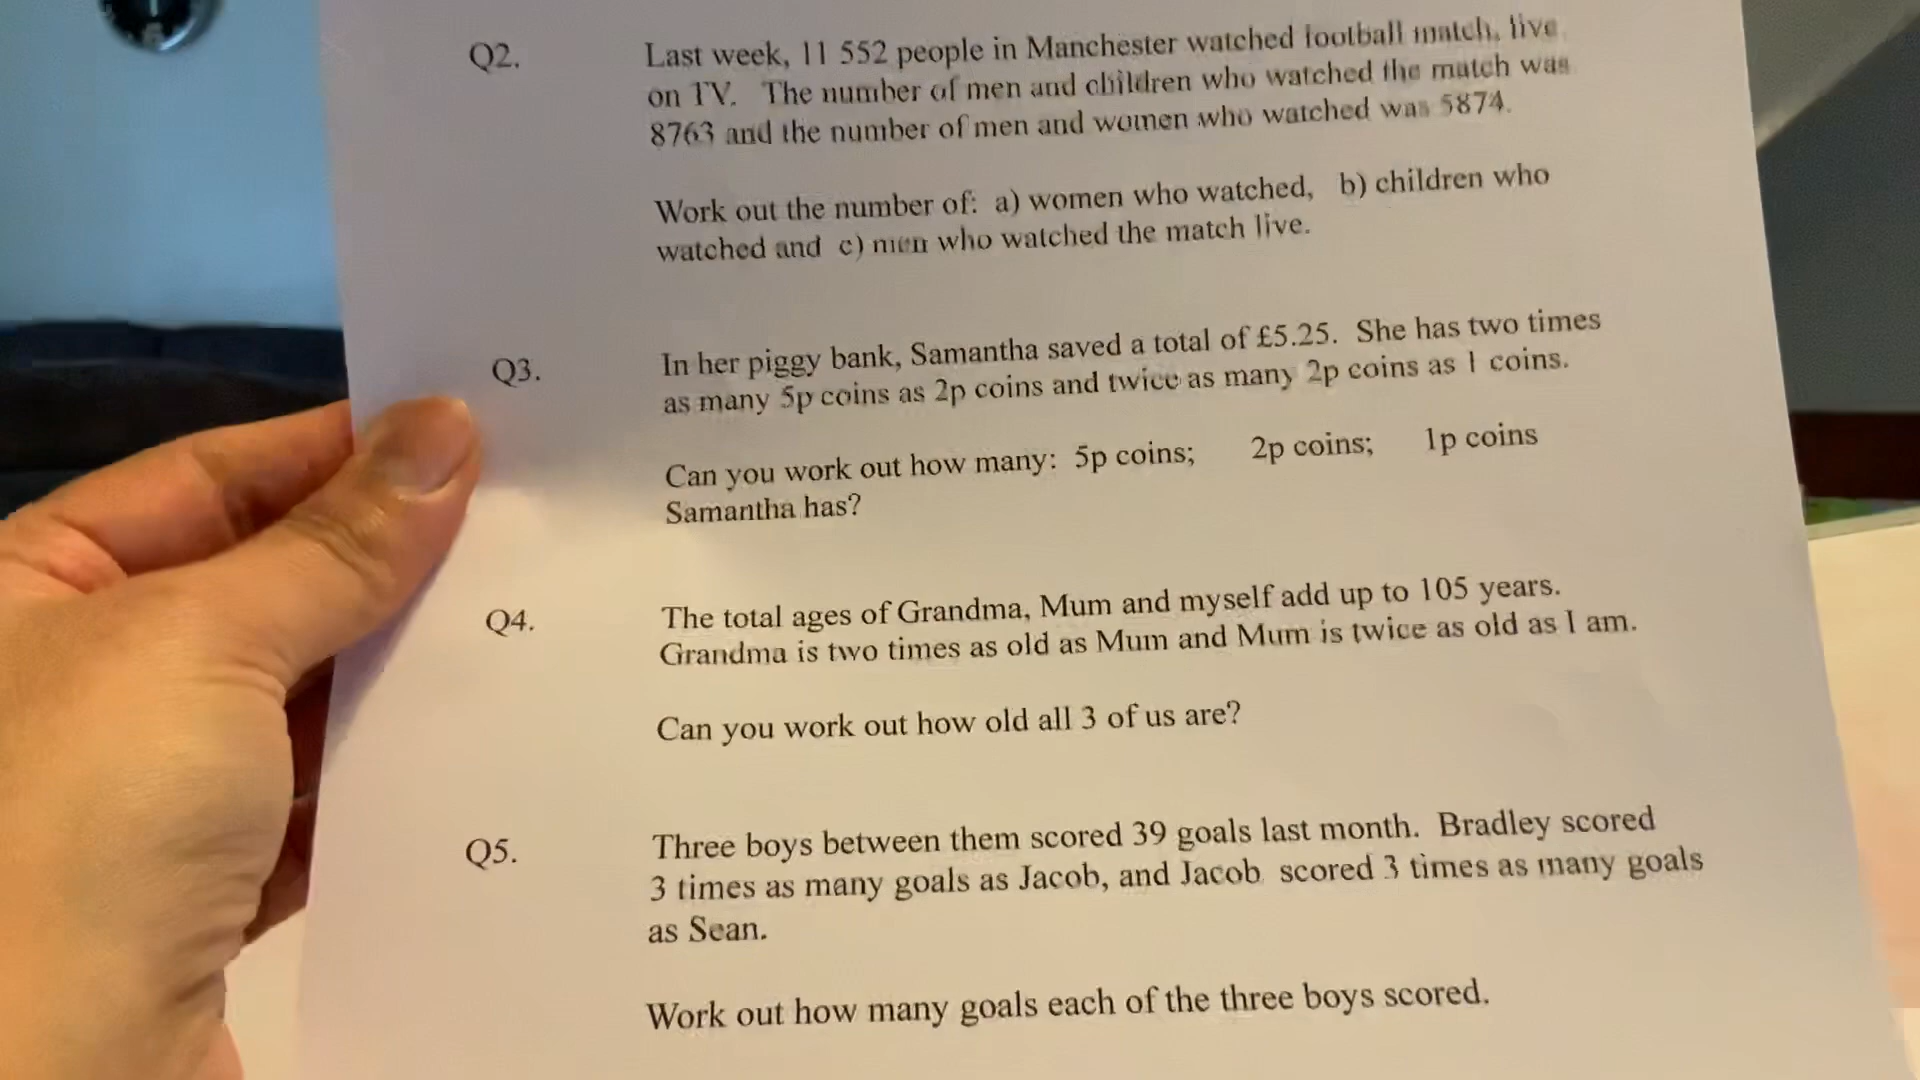 Q2. Last week, 11 552 people in Manchester watched football match, live
on TV. The number of men and children who watched the match was
8763 and the number of men and women who watched was 5874.
Work out the number of: a) women who watched, b) children who
watched and c) men who watched the match live.
Q3. In her piggy bank, Samantha saved a total of £5.25. She has two times
as many 5p coins as 2p coins and twice as many 2p coins as 1 coins.
Can you work out how many: 5p coins; 2p coins; 1p coins
Samantha has?
Q4. The total ages of Grandma, Mum and myself add up to 105 years.
Grandma is two times as old as Mum and Mum is twice as old as I am.
Can you work out how old all 3 of us are?
Q5. Three boys between them scored 39 goals last month. Bradley scored
3 times as many goals as Jacob, and Jacob scored 3 times as many goals
as Sean.
Work out how many goals each of the three boys scored.